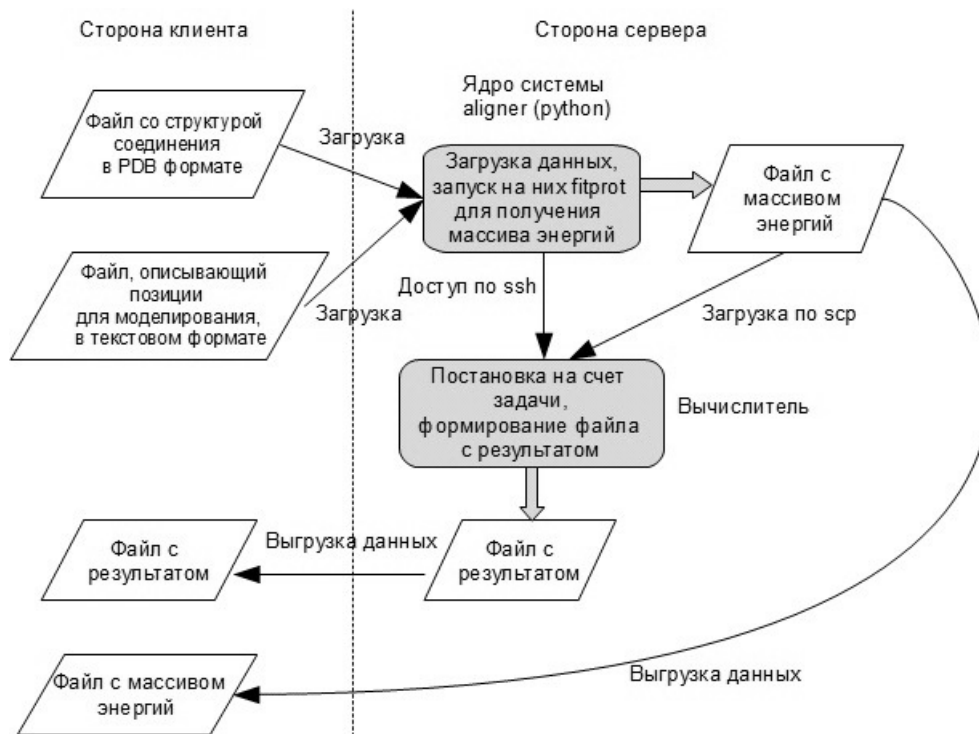 Сторона клиента
Сторона сервера
Ядро системы
aligner (python)
Файл со структурой
соединения
в PDB формате
Загрузка
Загрузка данных,
запуск на них fitprot
для получения
массива энергий
Файл с
массивом
энергий
Файл, описывающий
позиции
для моделирования,
в текстовом формате
Загрузка
Доступ по ssh
Загрузка по scp
Постановка на счет
задачи,
формирование файла
с результатом
Вычислитель
Файл с
результатом
Выгрузка данных
Файл с
результатом
Файл с массивом
энергий
Выгрузка данных